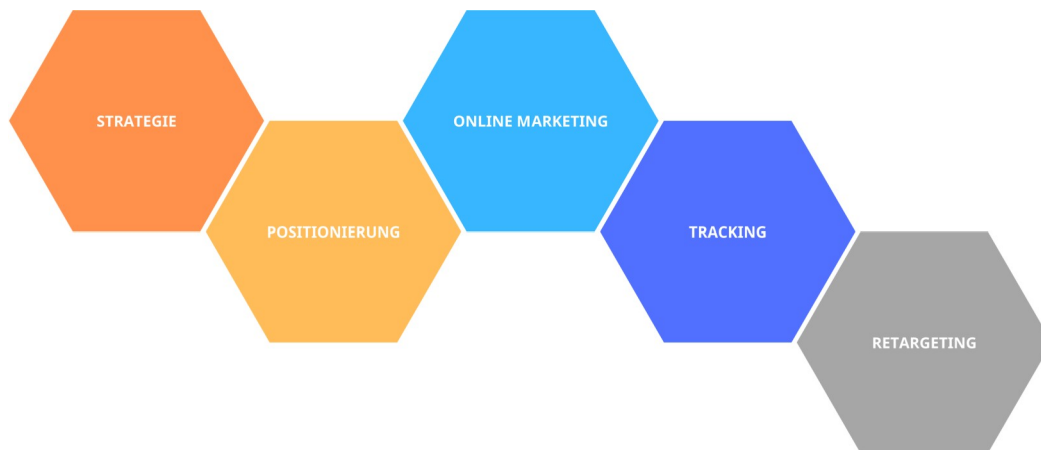 STRATEGIE
POSITIONIERUNG
ONLINE MARKETING
TRACKING
RETARGETING